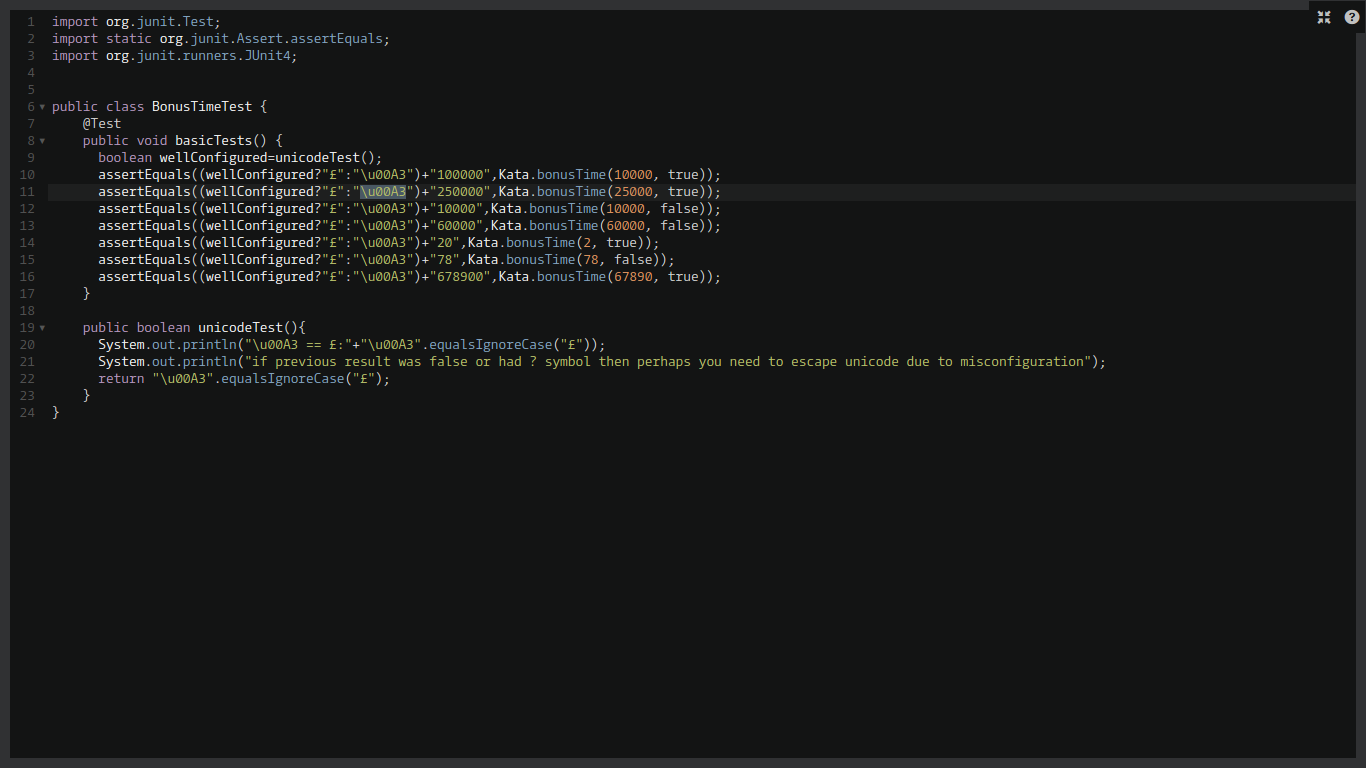 1 import org.junit.Test;
2 import static org.junit.Assert.assertEquals;
3 import org.junit.runners.JUnit4;
4
5
6 public class BonusTimeTest {
7 @Test
8 public void basicTests() {
9 boolean wellConfigured=unicodeTest();
10 assertEquals((wellConfigured?"£":"\u00A3")+"100000",Kata.bonusTime(10000, true));
11 assertEquals((wellConfigured?"£":"\u00A3")+"250000",Kata.bonusTime(25000, true));
12 assertEquals((wellConfigured?"£":"\u00A3")+"10000",Kata.bonusTime(10000, false));
13 assertEquals((wellConfigured?"£":"\u00A3")+"60000",Kata.bonusTime(60000, false));
14 assertEquals((wellConfigured?"£":"\u00A3")+"20",Kata.bonusTime(2, true));
15 assertEquals((wellConfigured?"£":"\u00A3")+"78",Kata.bonusTime(78, false));
16 assertEquals((wellConfigured?"£":"\u00A3")+"678900",Kata.bonusTime(67890, true));
17 }
18
19 public boolean unicodeTest(){
20 System.out.println("\u00A3 == £:"+"\u00A3".equalsIgnoreCase("£"));
21 System.out.println("if previous result was false or had ? symbol then perhaps you need to escape unicode due to misconfiguration");
22 return "\u00A3".equalsIgnoreCase("£");
23 }
24 }